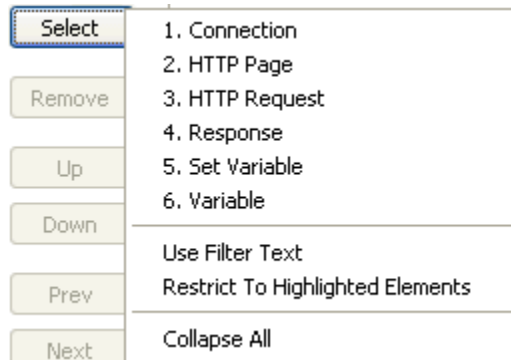 Select
Remove
Up
Down
Prev
Next
1. Connection
2. HTTP Page
3. HTTP Request
4. Response
5. Set Variable
6. Variable
Use Filter Text
Restrict To Highlighted Elements
Collapse All